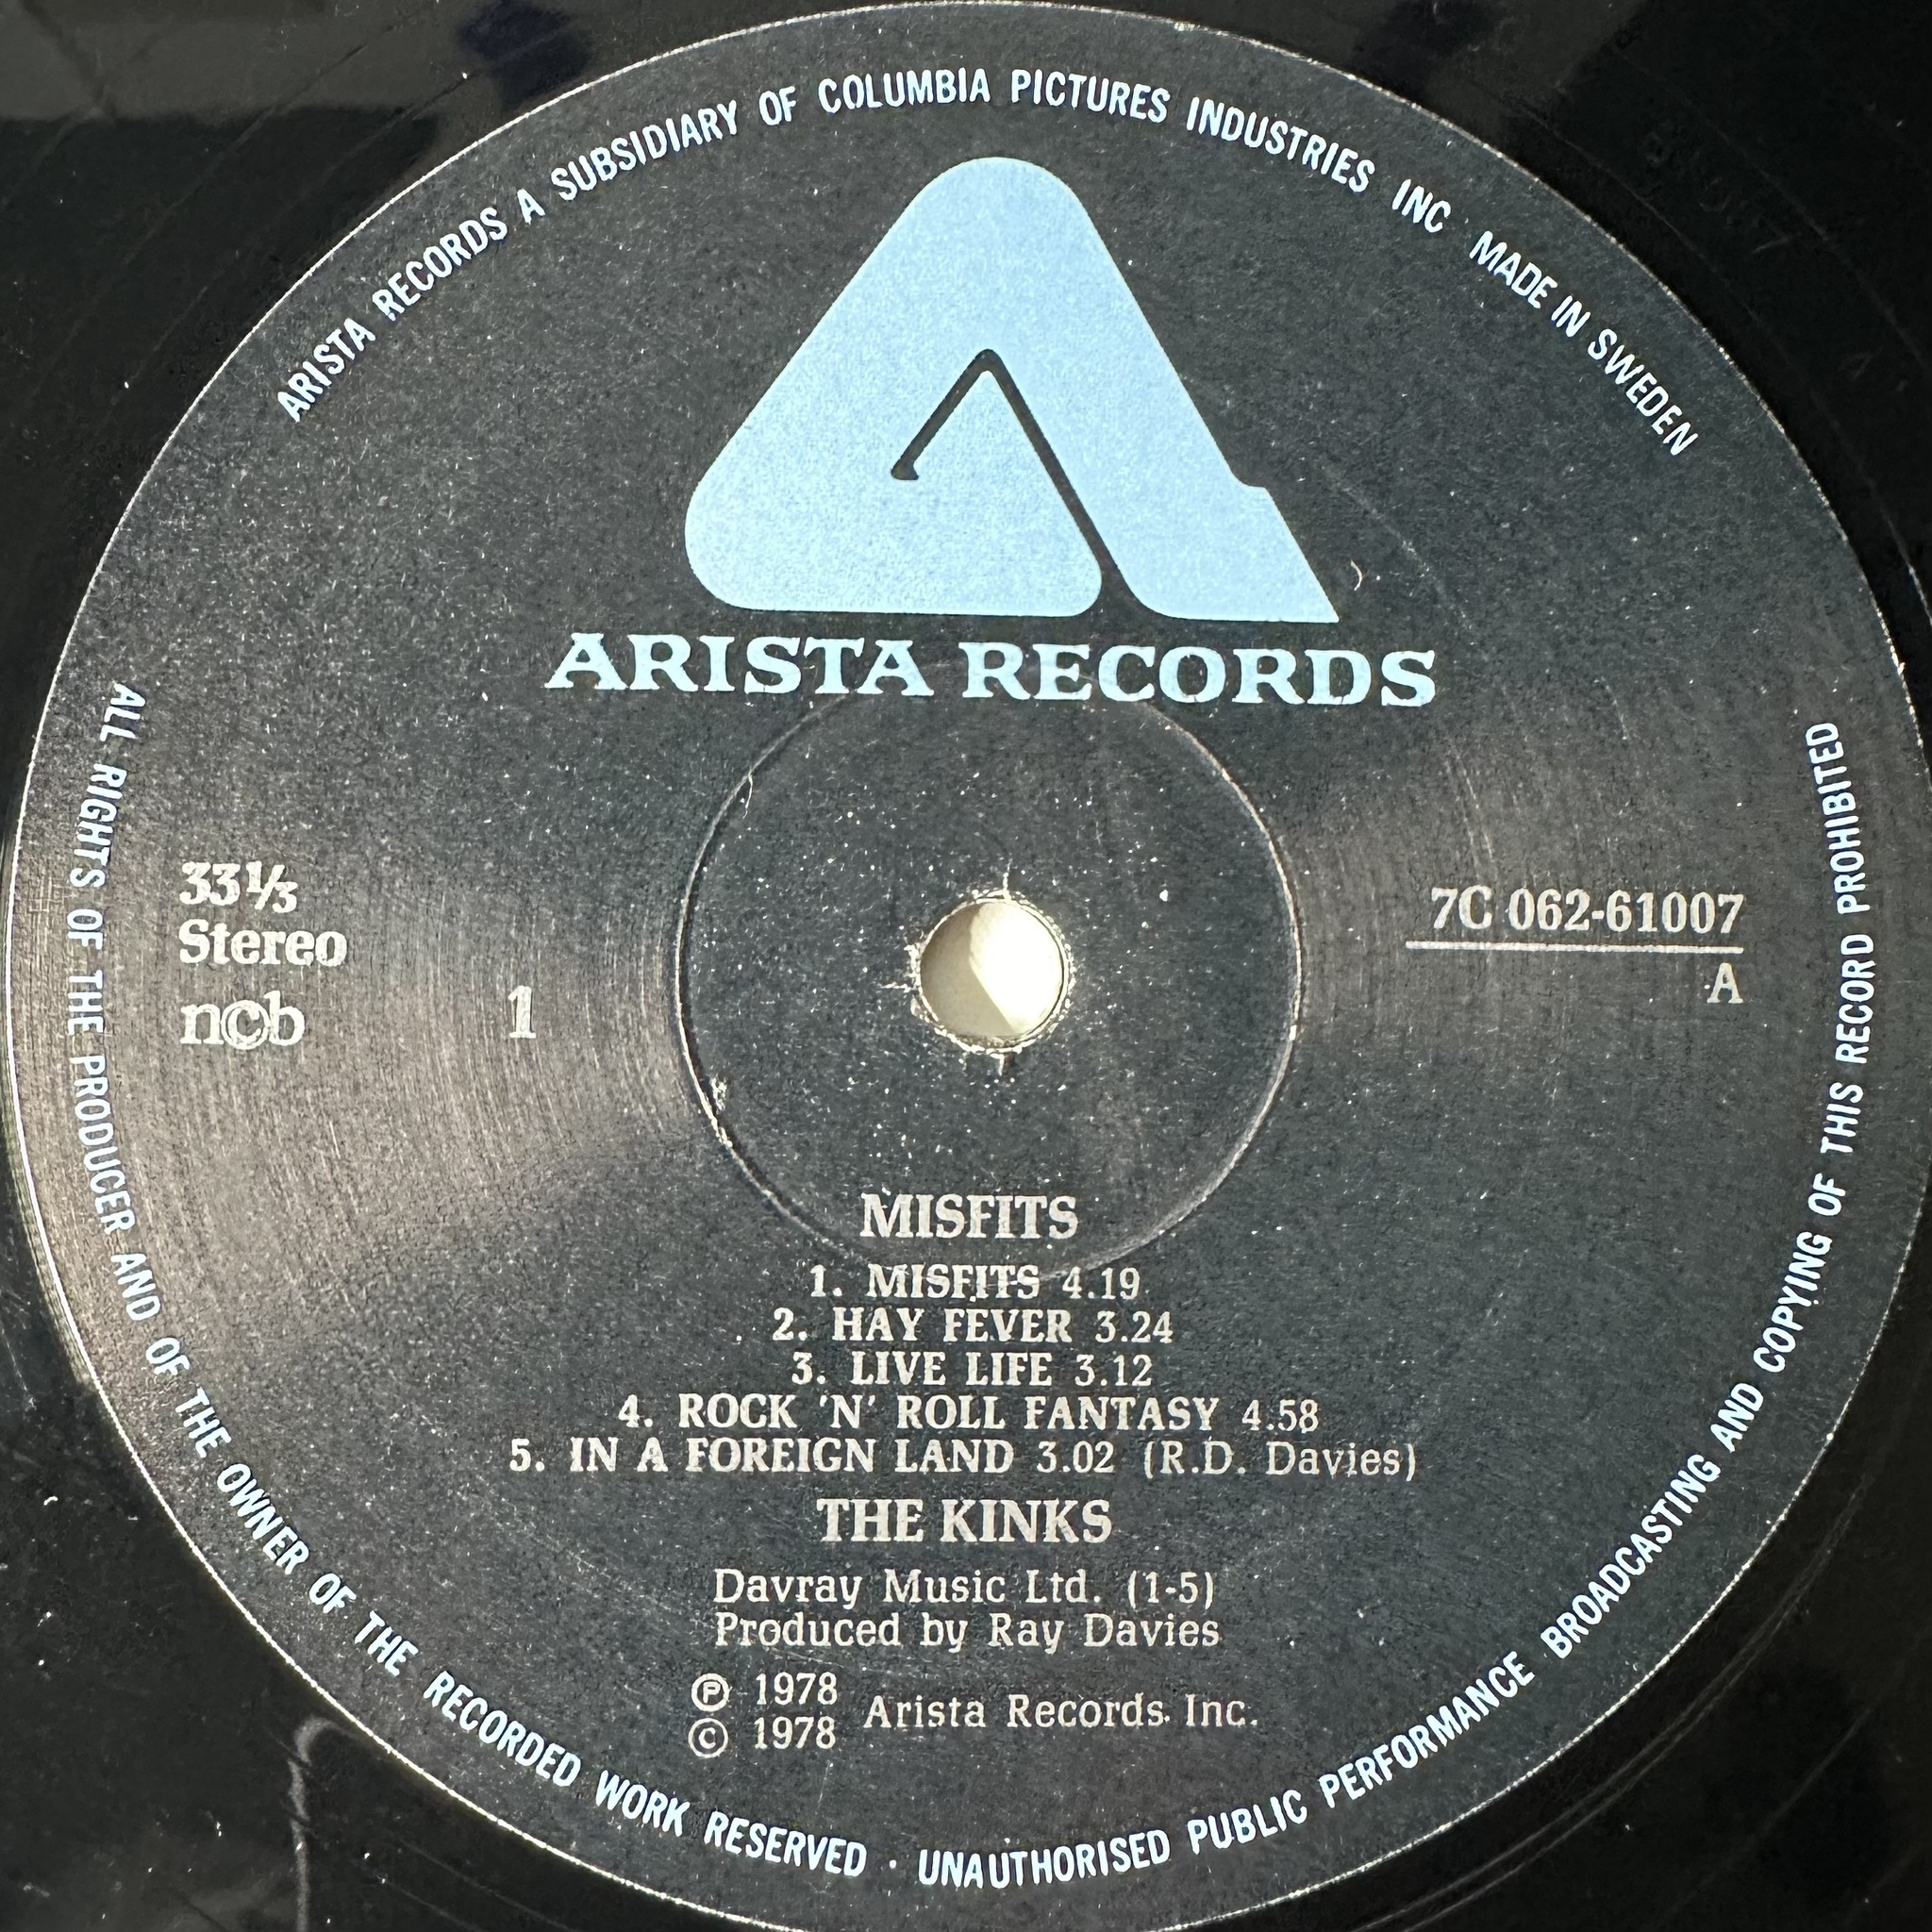 ARISTA RECORDS A SUBSIDIARY OF COLUMBIA PICTURES INDUSTRIES INC MADE IN SWEDEN
ARISTA RECORDS
33⅓
Stereo
n©b
1
7C 062-61007
A
MISFITS
1. MISFITS 4.19
2. HAY FEVER 3.24
3. LIVE LIFE 3.12
4. ROCK 'N' ROLL FANTASY 4.58
5. IN A FOREIGN LAND 3.02 (R.D. Davies)
THE KINKS
Davray Music Ltd. (1-5)
Produced by Ray Davies
℗ 1978
© 1978
Arista Records Inc.
ALL RIGHTS OF THE PRODUCER AND OF THE OWNER OF THE RECORDED WORK RESERVED · UNAUTHORISED PUBLIC PERFORMANCE BROADCASTING AND COPYING OF THIS RECORD PROHIBITED